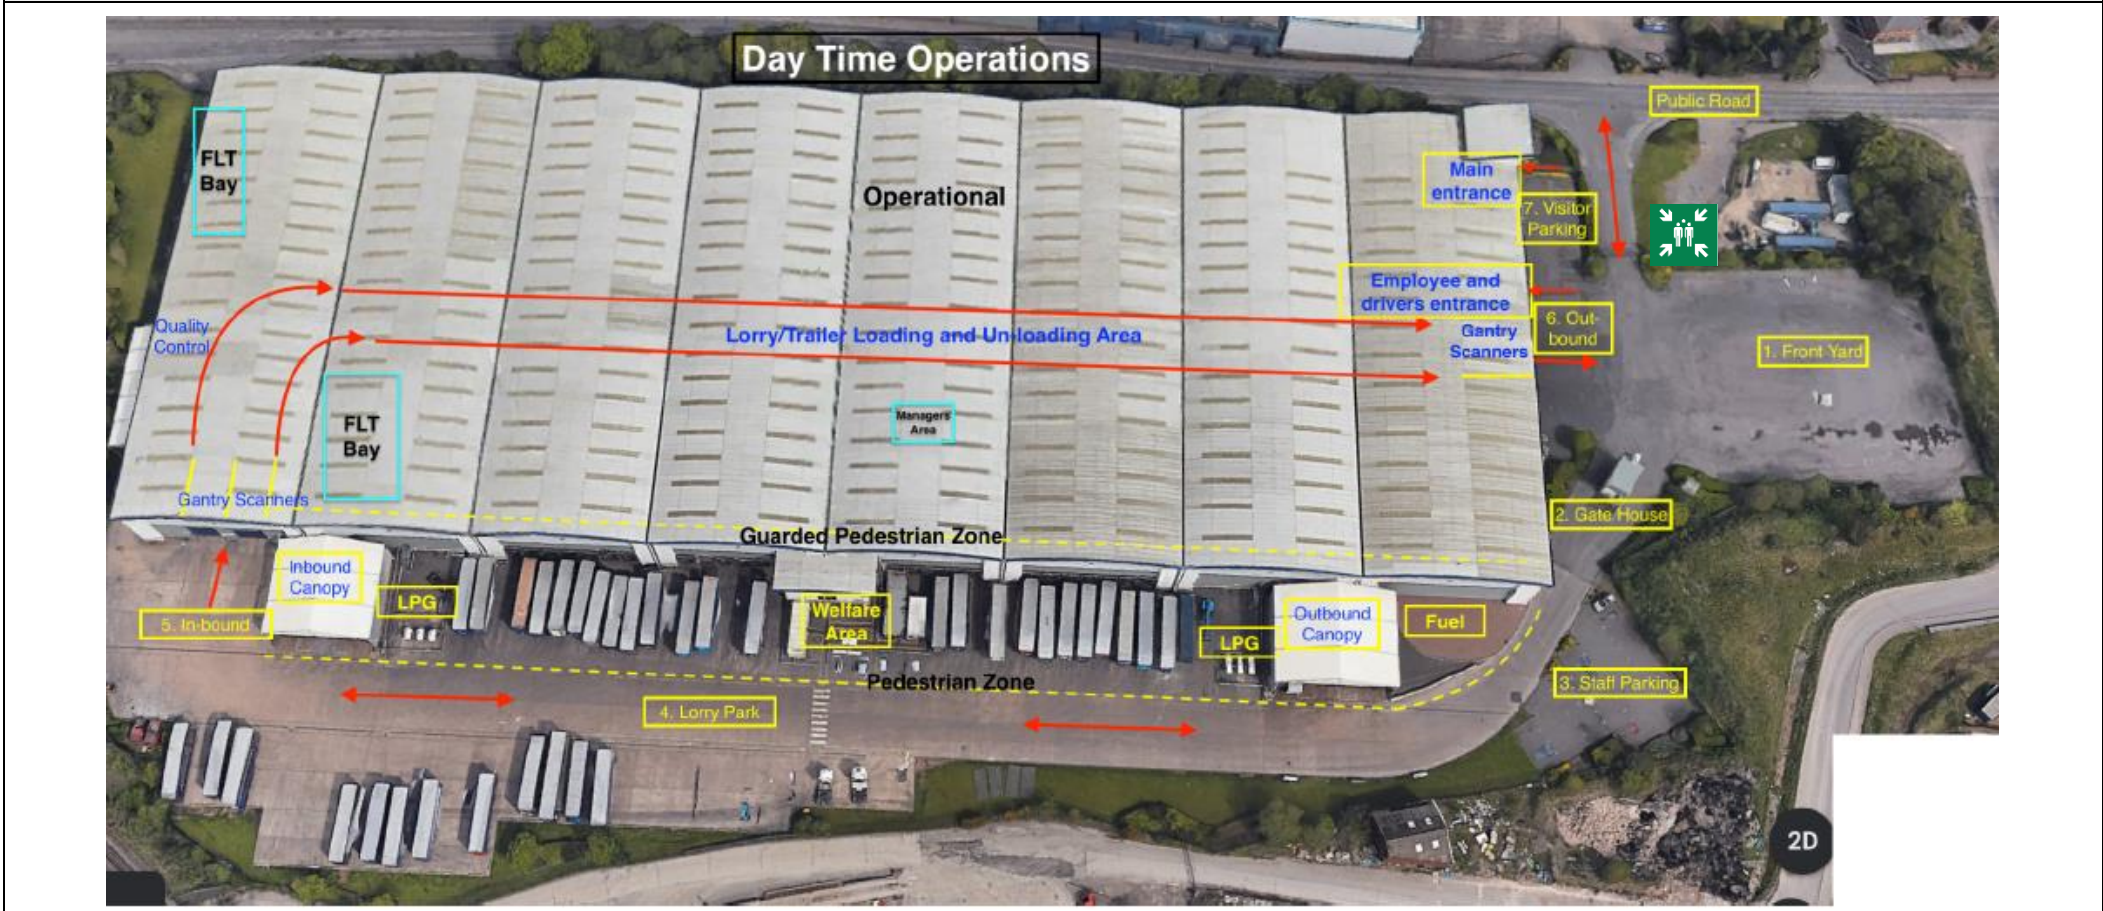 Day Time Operations
Public Road
FLT
Bay
Main
entrance
Operational
7. Visitor
Parking
Employee and
drivers entrance
Quality
Control
Lorry/Trailer Loading and Un-loading Area
Gantry
Scanners
6. Out-
bound
1. Front Yard
FLT
Bay
Managers
Area
Gantry Scanners
2. Gate House
Guarded Pedestrian Zone
Inbound
Canopy
LPG
Welfare
Area
Outbound
Canopy
Fuel
5. In-bound
LPG
Pedestrian Zone
3. Staff Parking
4. Lorry Park
2D